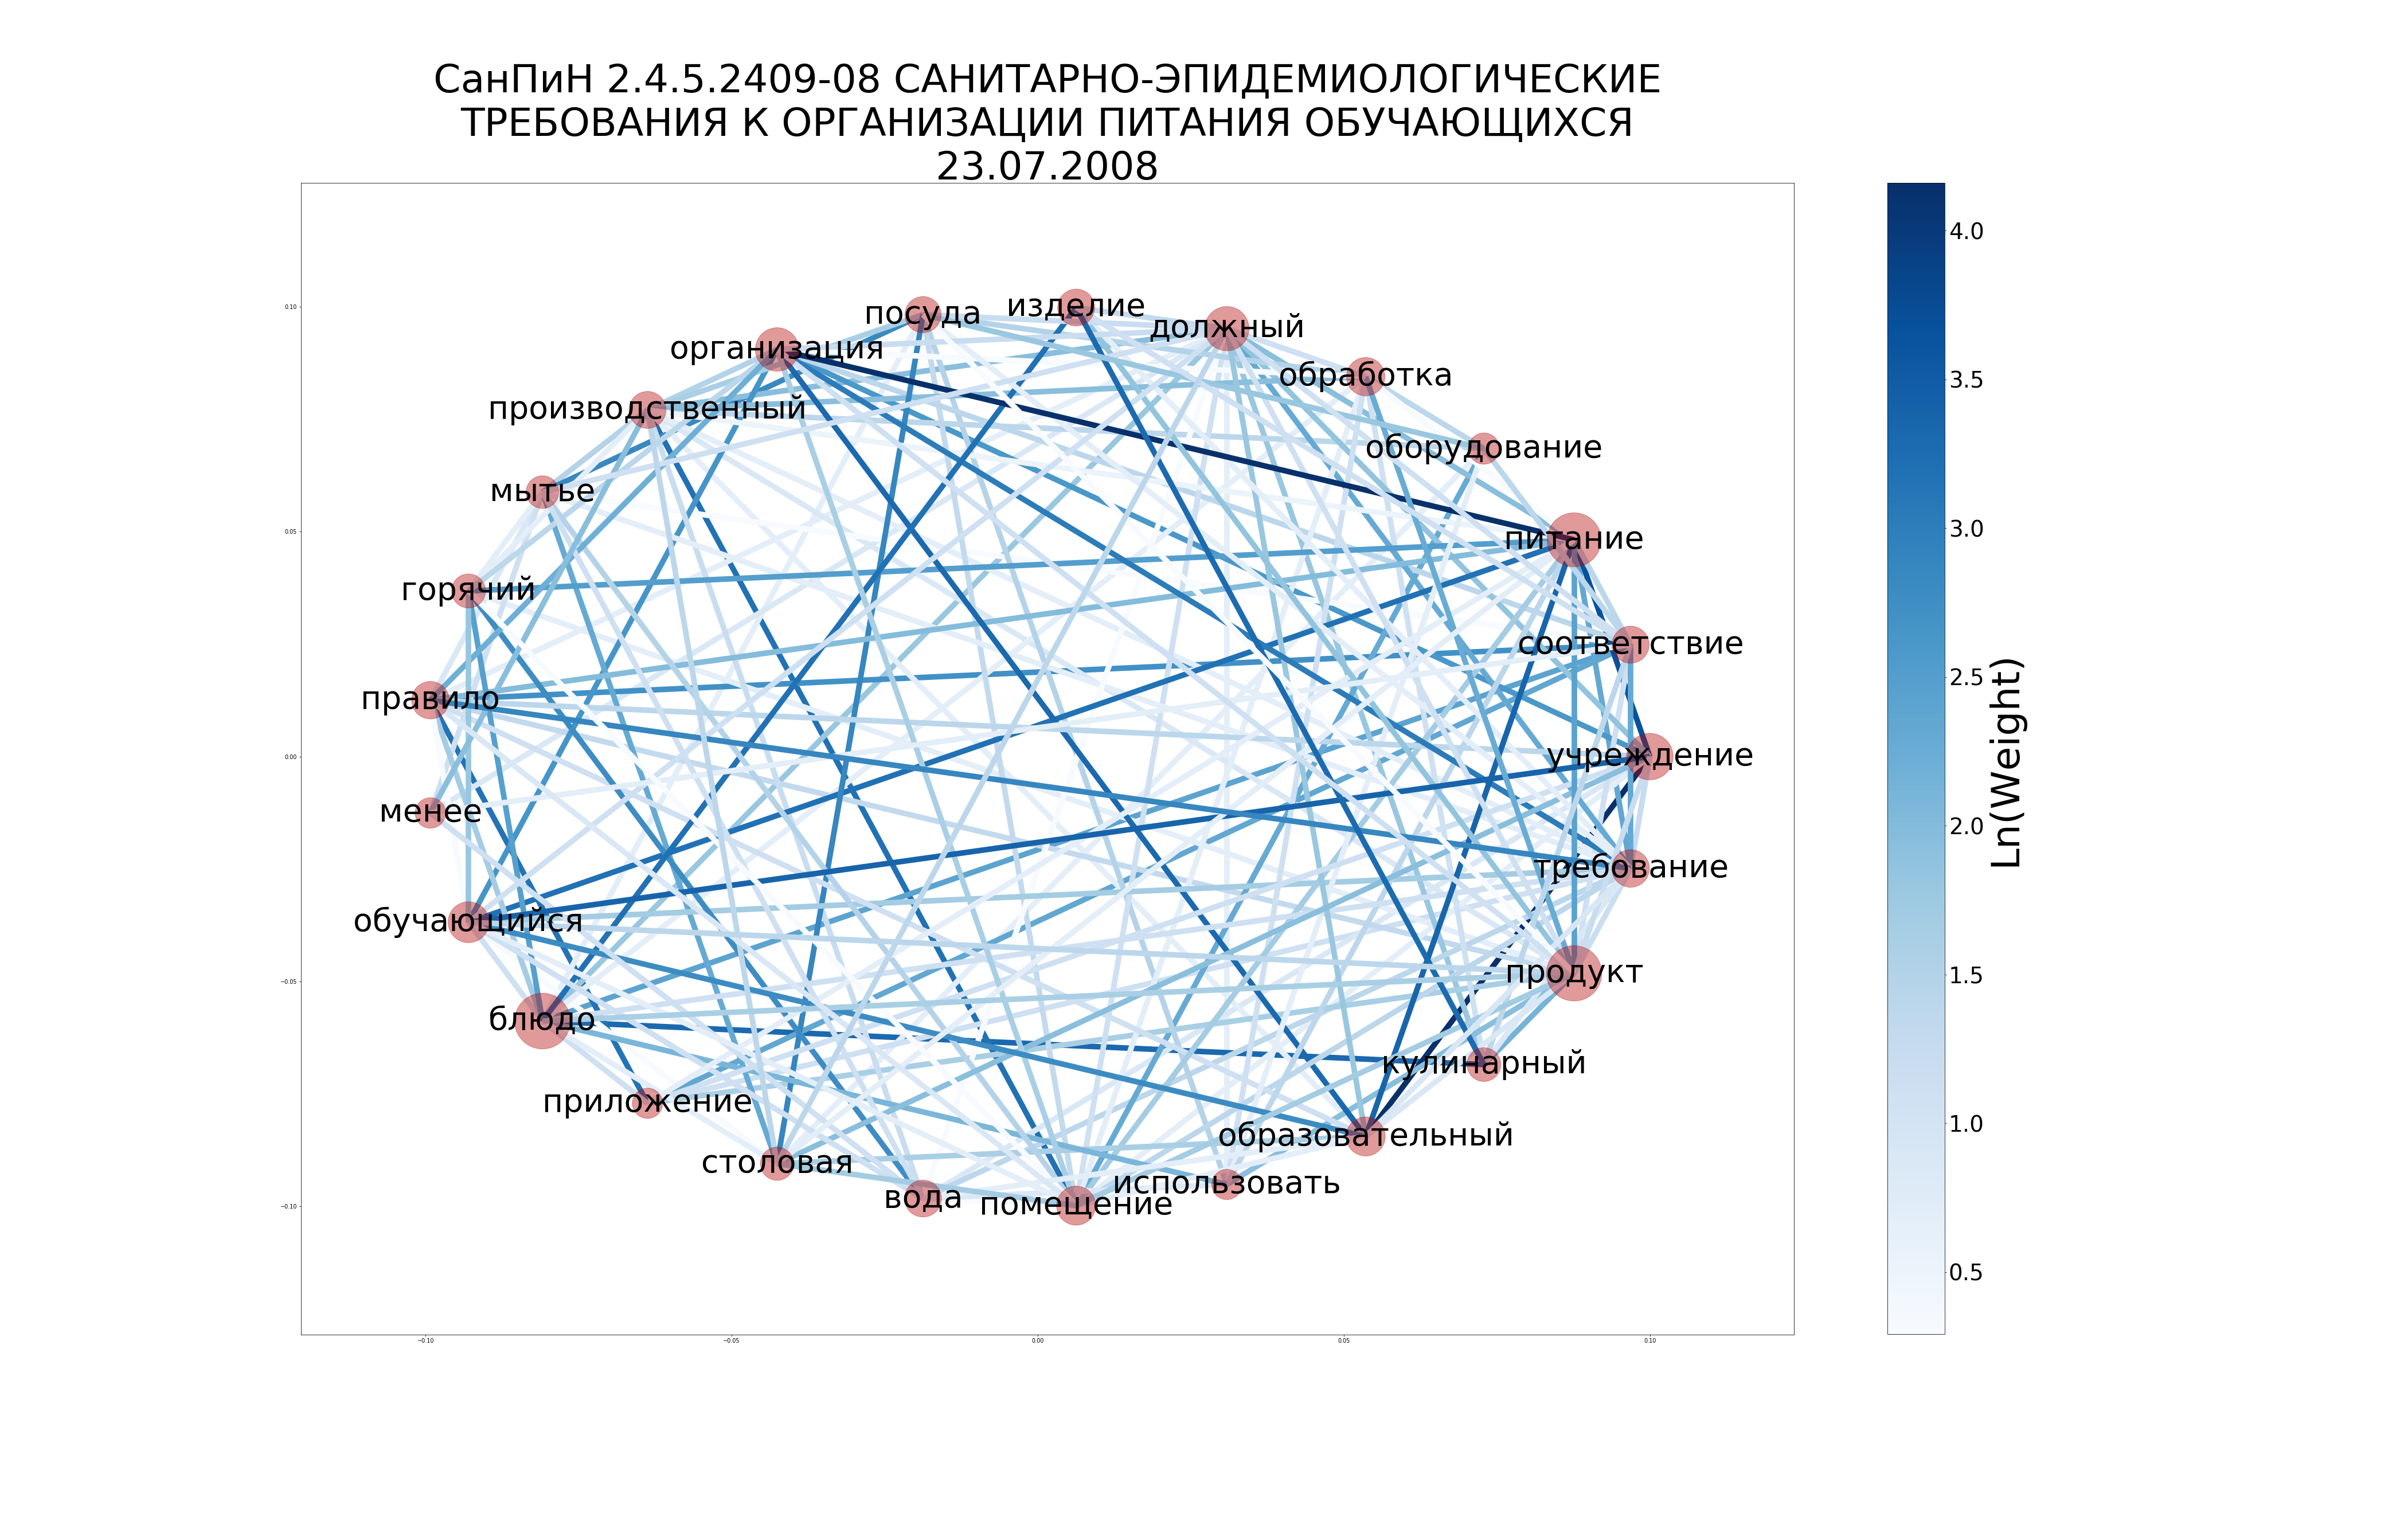 СанПиН 2.4.5.2409-08 САНИТАРНО-ЭПИДЕМИОЛОГИЧЕСКИЕ
ТРЕБОВАНИЯ К ОРГАНИЗАЦИИ ПИТАНИЯ ОБУЧАЮЩИХСЯ
23.07.2008
посуда
изделие
должный
организация
обработка
производственный
оборудование
мытье
питание
горячий
соответствие
правило
учреждение
менее
требование
обучающийся
продукт
блюдо
кулинарный
приложение
образовательный
столовая
использовать
вода
помещение
0.10
0.05
0.00
−0.05
−0.10
−0.10
−0.05
0.00
0.05
0.10
4.0
3.5
3.0
2.5
2.0
1.5
1.0
0.5
Ln(Weight)